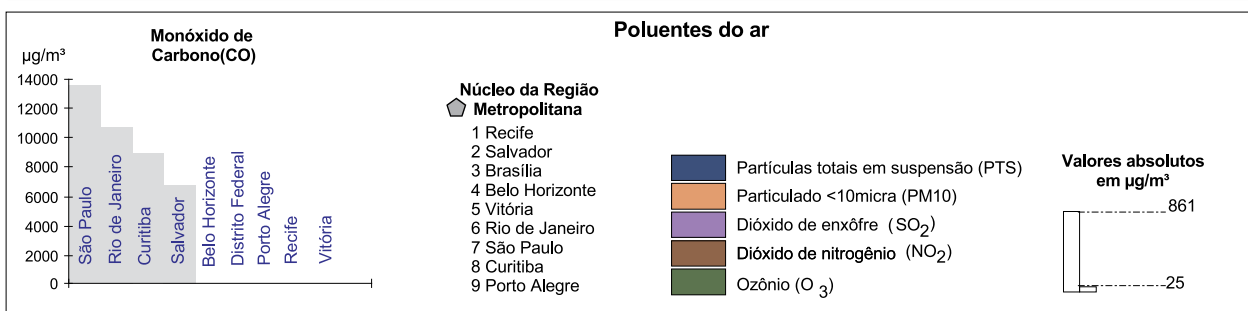 Poluentes do ar
Monóxido de
Carbono(CO)
µg/m³
14000
12000
10000
8000
6000
4000
2000
0
São Paulo
Rio de Janeiro
Curitiba
Salvador
Belo Horizonte
Distrito Federal
Porto Alegre
Recife
Vitória
Núcleo da Região
Metropolitana
1 Recife
2 Salvador
3 Brasília
4 Belo Horizonte
5 Vitória
6 Rio de Janeiro
7 São Paulo
8 Curitiba
9 Porto Alegre
Partículas totais em suspensão (PTS)
Particulado <10micra (PM10)
Dióxido de enxôfre (SO2)
Dióxido de nitrogênio (NO2)
Ozônio (O 3)
Valores absolutos
em µg/m³
861
25